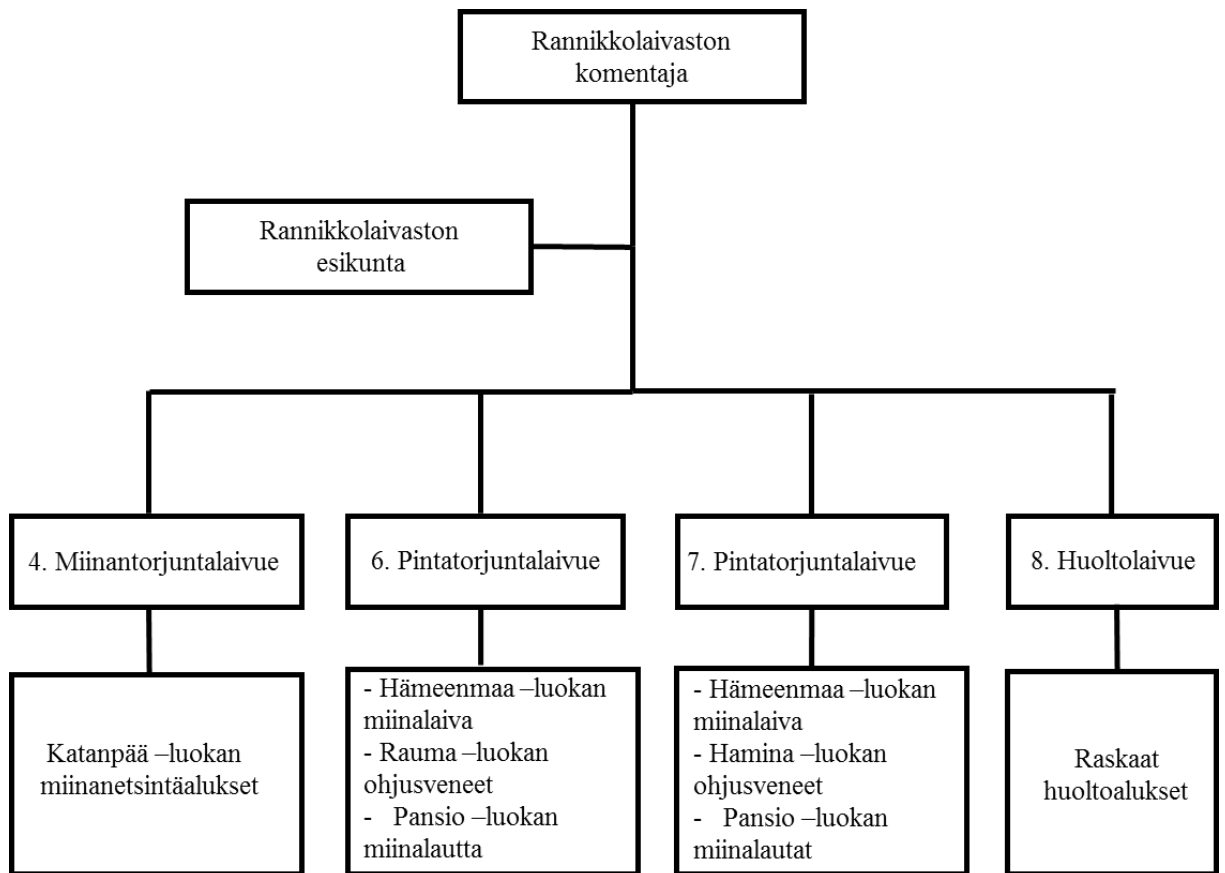 Rannikkolaivaston
komentaja
Rannikkolaivaston
esikunta
4. Miinantorjuntalaivue
6. Pintatorjuntalaivue
7. Pintatorjuntalaivue
8. Huoltolaivue
Katanpää –luokan
miinanetsintäalukset
- Hämeenmaa –luokan
miinalaiva
- Rauma –luokan
ohjusveneet
- Pansio –luokan
miinalautta
- Hämeenmaa –luokan
miinalaiva
- Hamina –luokan
ohjusveneet
- Pansio –luokan
miinalautat
Raskaat
huoltoalukset